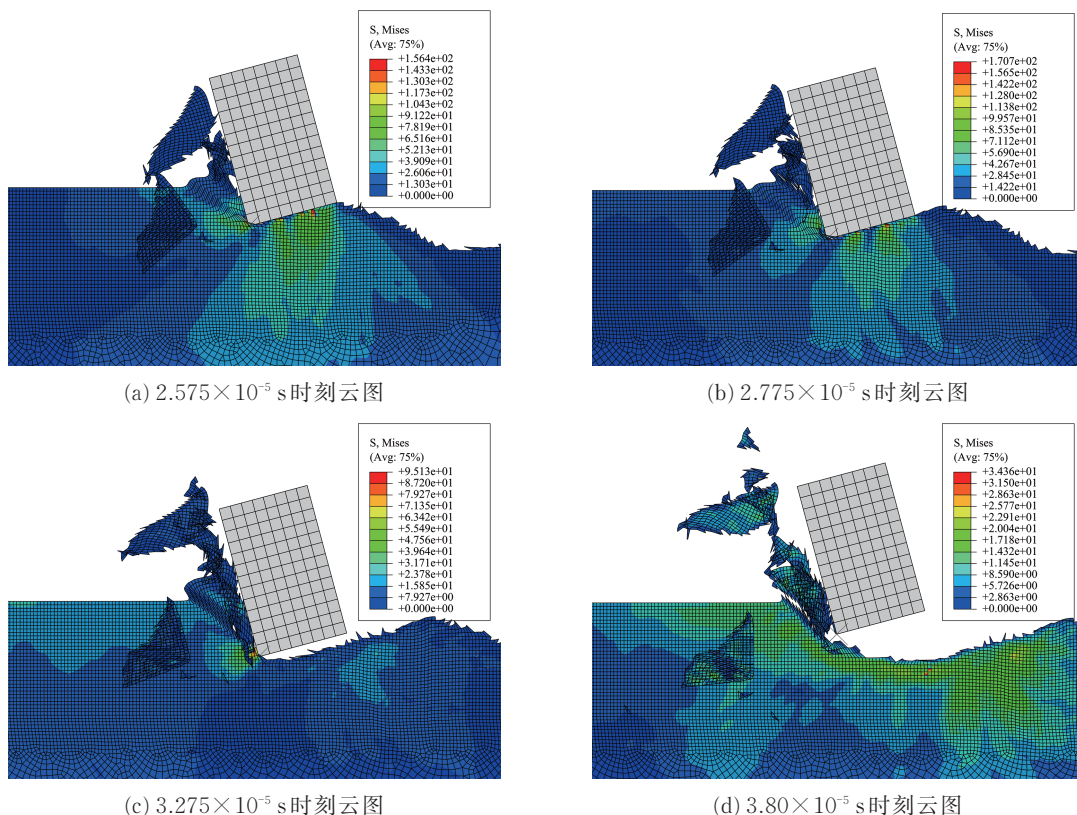 S, Mises
(Avg: 75%)
+1.564e+02
+1.433e+02
+1.303e+02
+1.173e+02
+1.043e+02
+9.122e+01
+7.819e+01
+6.516e+01
+5.213e+01
+3.909e+01
+2.606e+01
+1.303e+01
+0.000e+00
(a) 2.575×10⁻⁵ s时刻云图
S, Mises
(Avg: 75%)
+1.707e+02
+1.565e+02
+1.422e+02
+1.280e+02
+1.138e+02
+9.957e+01
+8.535e+01
+7.112e+01
+5.690e+01
+4.267e+01
+2.845e+01
+1.422e+01
+0.000e+00
(b) 2.775×10⁻⁵ s时刻云图
S, Mises
(Avg: 75%)
+9.513e+01
+8.720e+01
+7.927e+01
+7.135e+01
+6.342e+01
+5.549e+01
+4.756e+01
+3.964e+01
+3.171e+01
+2.378e+01
+1.585e+01
+7.927e+00
+0.000e+00
(c) 3.275×10⁻⁵ s时刻云图
S, Mises
(Avg: 75%)
+3.436e+01
+3.150e+01
+2.863e+01
+2.577e+01
+2.291e+01
+2.004e+01
+1.718e+01
+1.432e+01
+1.145e+01
+8.590e+00
+5.726e+00
+2.863e+00
+0.000e+00
(d) 3.80×10⁻⁵ s时刻云图